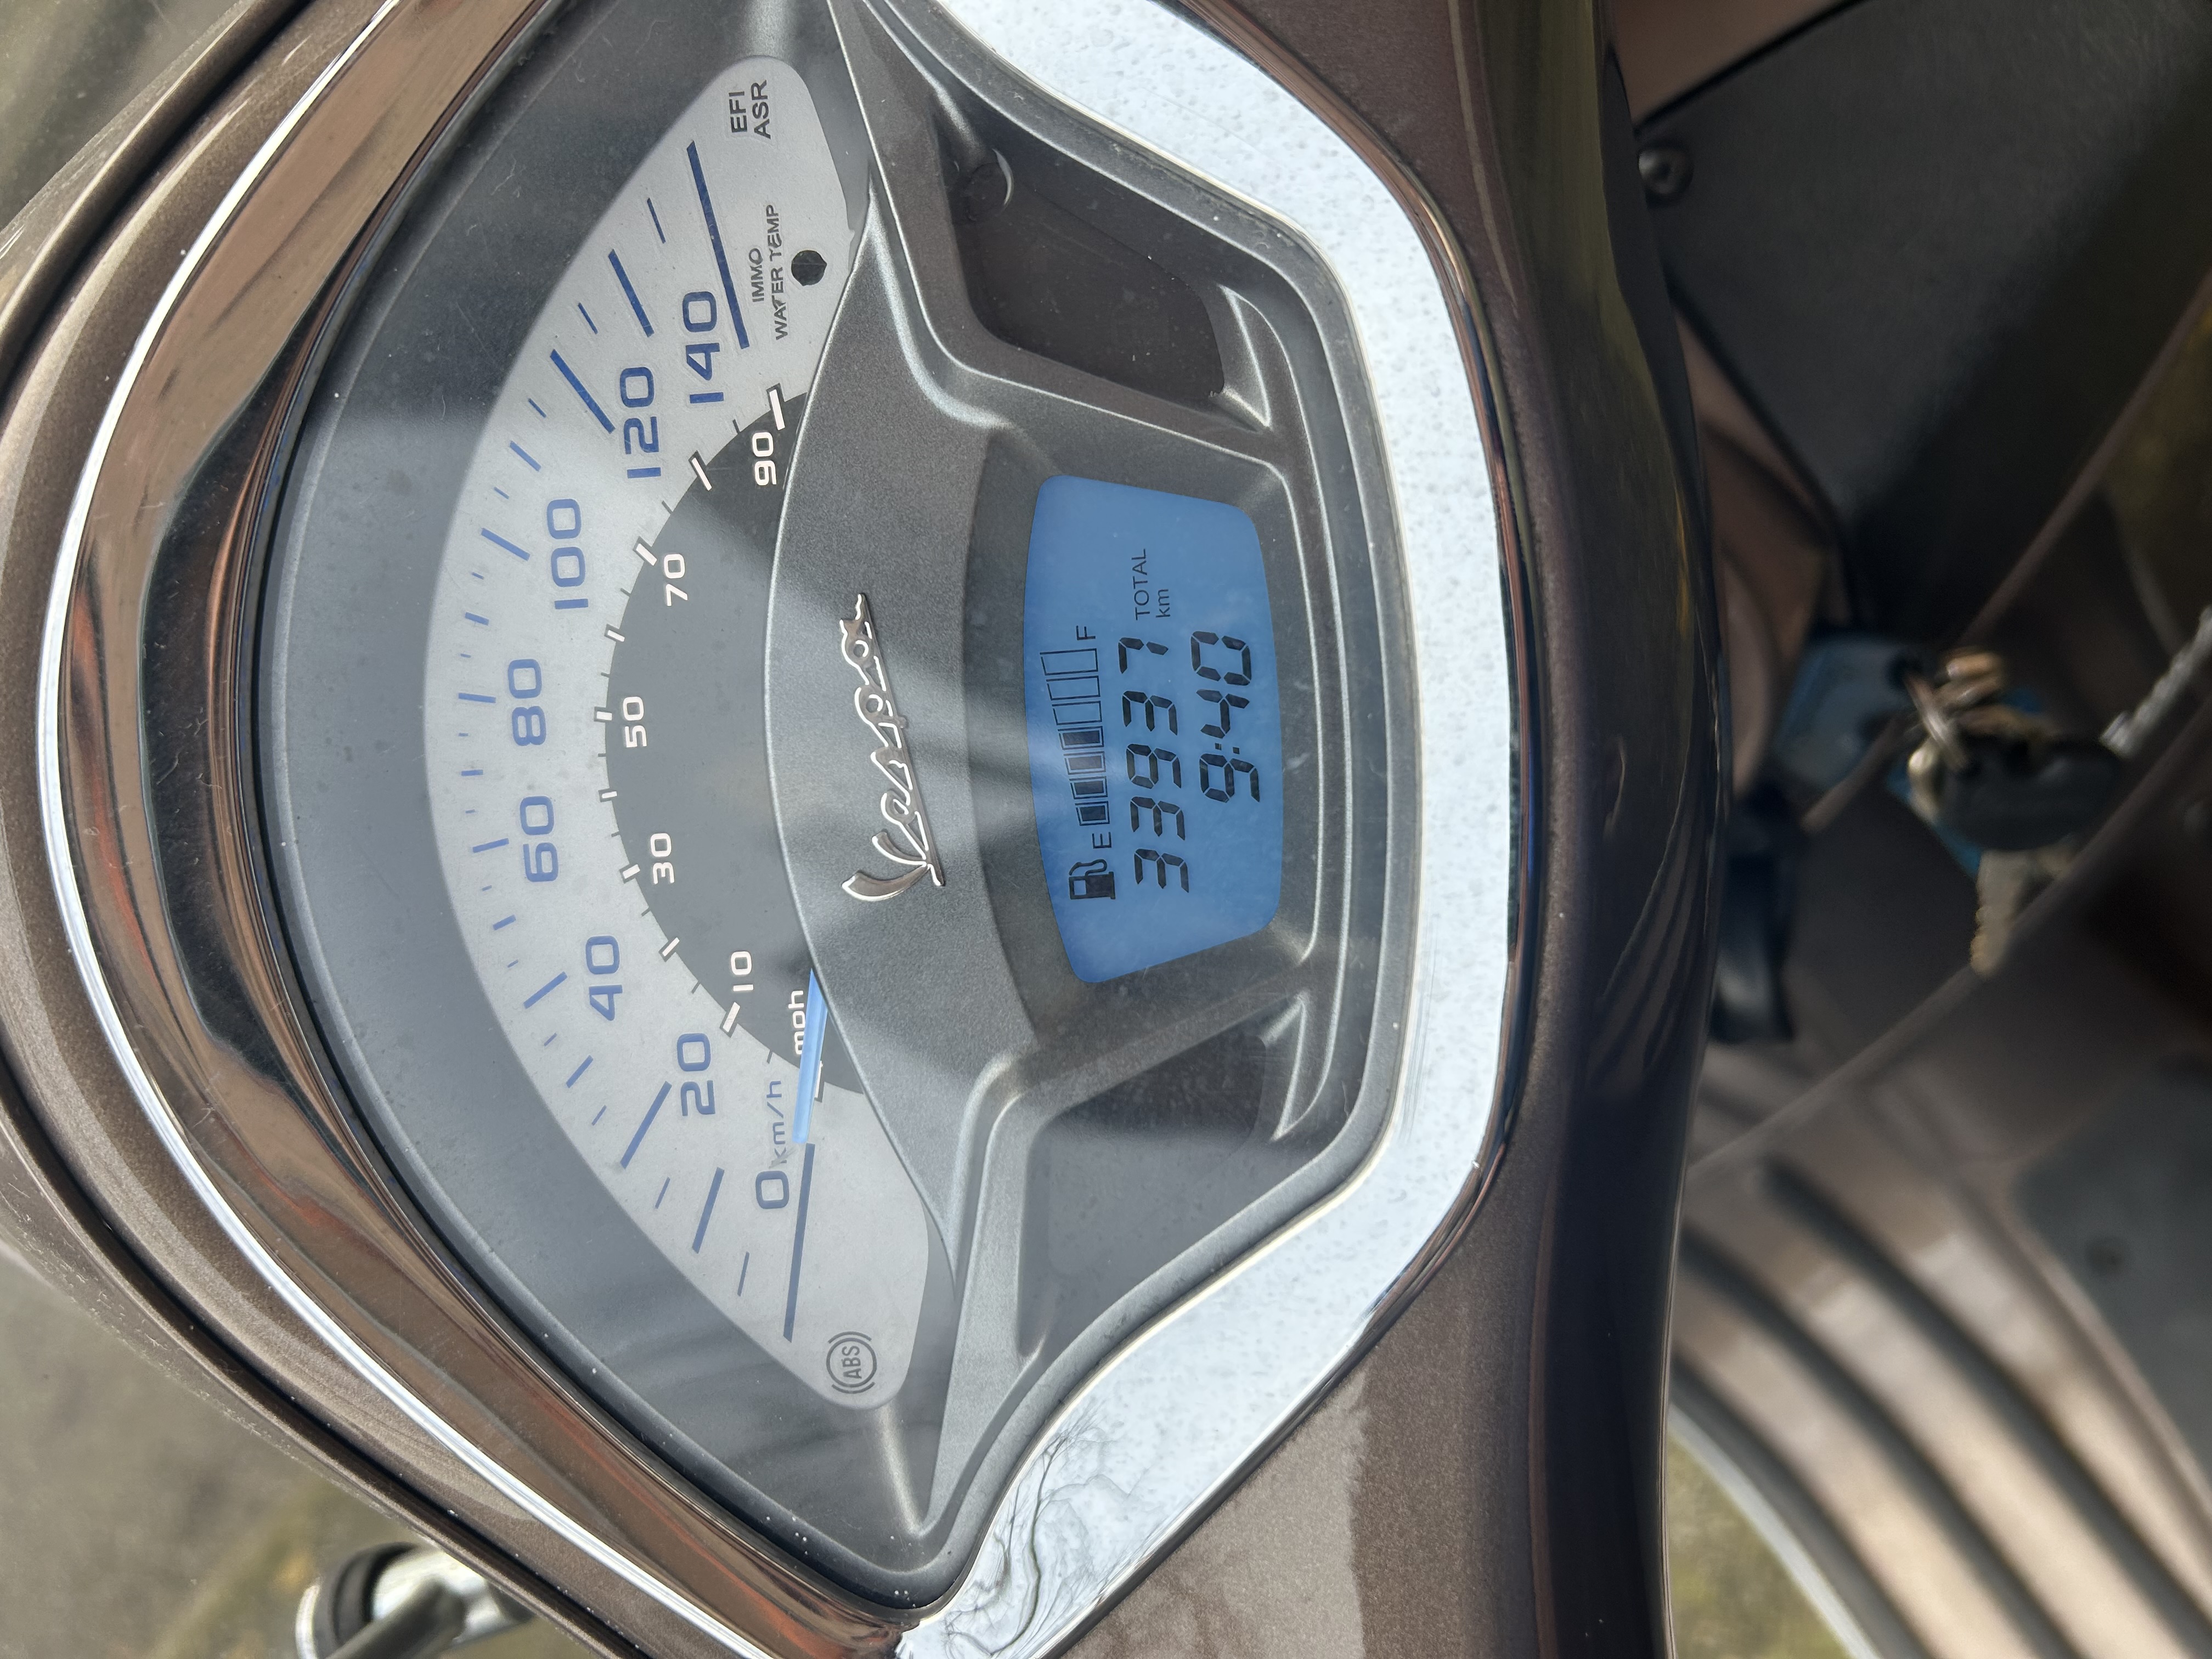 0 20 40 60 80 100 120 140
km/h
mph
10 30 50 70 90
ABS
IMMO
WATER TEMP
EFI
ASR
Vespa
E F
33937 TOTAL km
9:40